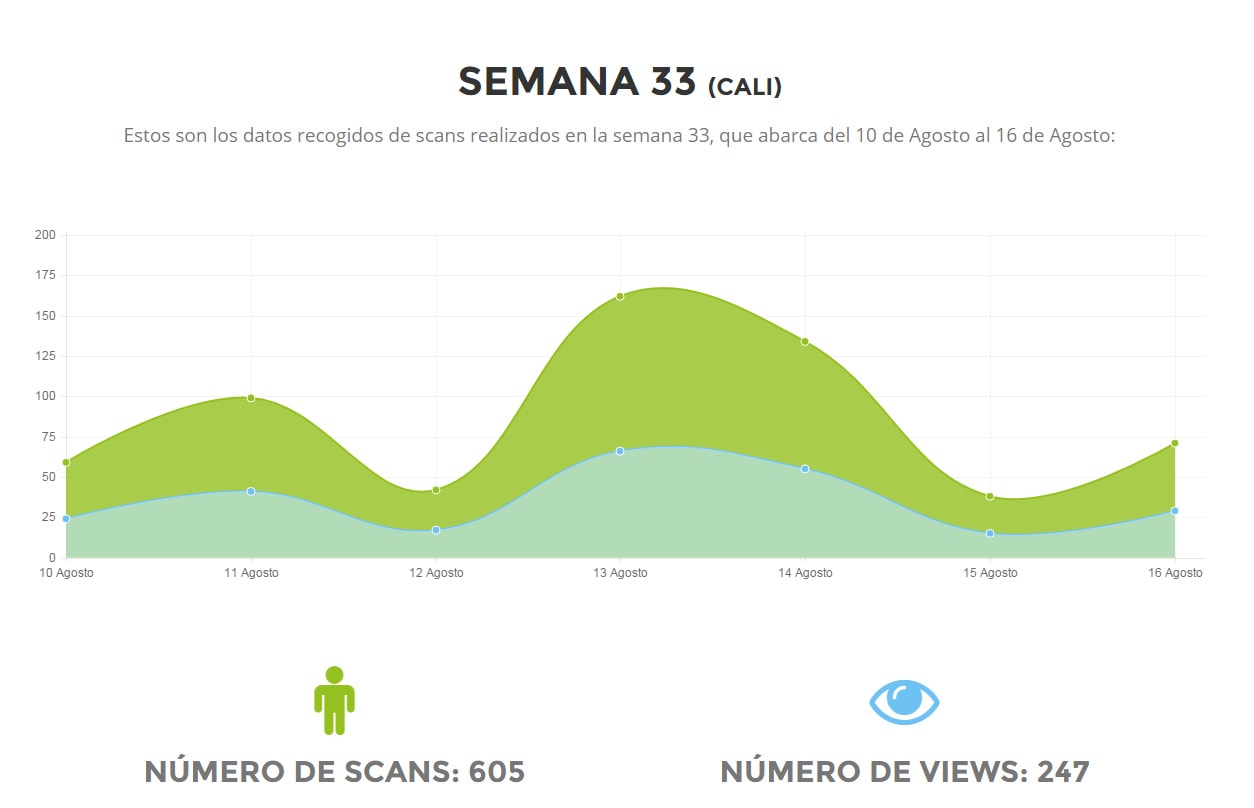 SEMANA 33 (CALI)
Estos son los datos recogidos de scans realizados en la semana 33, que abarca del 10 de Agosto al 16 de Agosto:
200
175
150
125
100
75
50
25
0
10 Agosto 11 Agosto 12 Agosto 13 Agosto 14 Agosto 15 Agosto 16 Agosto
NÚMERO DE SCANS: 605 NÚMERO DE VIEWS: 247